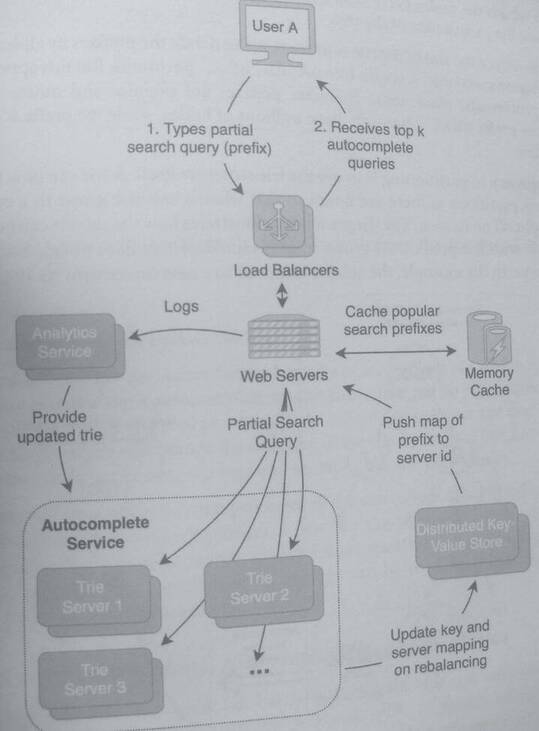 User A
1. Types partial
search query (prefix)
2. Receives top k
autocomplete
queries
Load Balancers
Logs
Cache popular
search prefixes
Analytics
Service
Web Servers
Memory
Cache
Provide
updated trie
Partial Search
Query
Push map of
prefix to
server id
Autocomplete
Service
Distributed Key-
Value Store
Trie
Server 1
Trie
Server 2
Trie
Server 3
...
Update key and
server mapping
on rebalancing